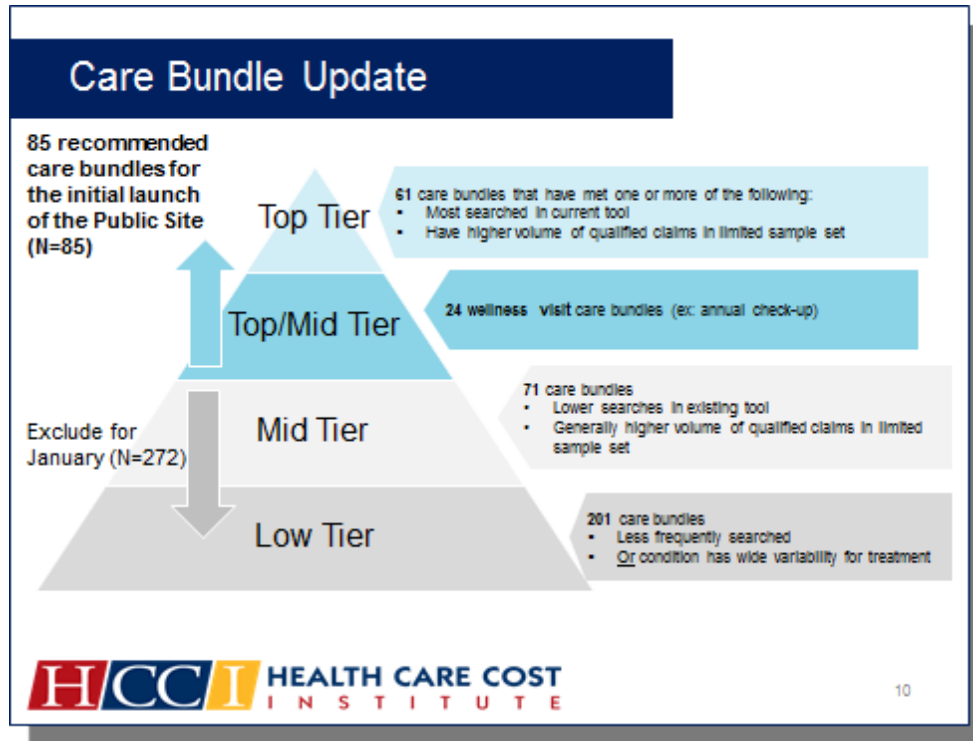 Care Bundle Update
85 recommended
care bundles for
the initial launch
of the Public Site
(N=85)
Top Tier
61 care bundles that have met one or more of the following:
• Most searched in current tool
• Have higher volume of qualified claims in limited sample set
Top/Mid Tier
24 wellness visit care bundles (ex: annual check-up)
Exclude for
January (N=272)
Mid Tier
71 care bundles
• Lower searches in existing tool
• Generally higher volume of qualified claims in limited
sample set
Low Tier
201 care bundles
• Less frequently searched
• Or condition has wide variability for treatment
HCCI HEALTH CARE COST
INSTITUTE
10